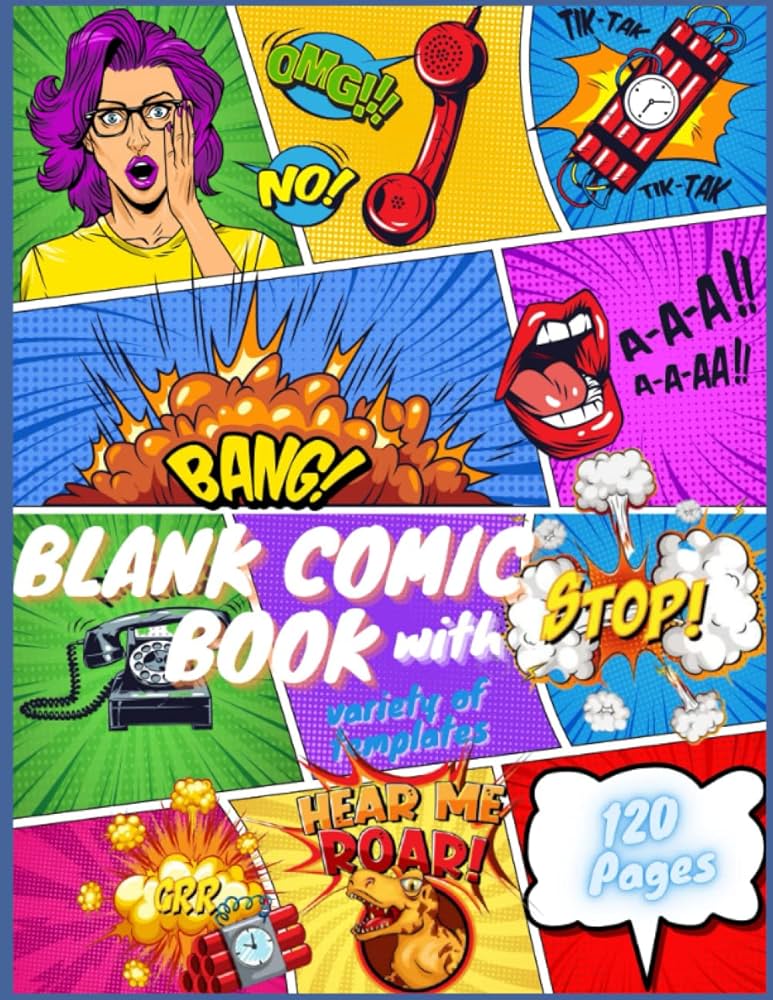 OMG!!!
NO!
TIK-TAK
TIK-TAK
BANG!
A-A-A!!
A-A-AA!!
BLANK COMIC
BOOK with
variety of
templates
STOP!
GRR
HEAR ME
ROAR!
120
Pages